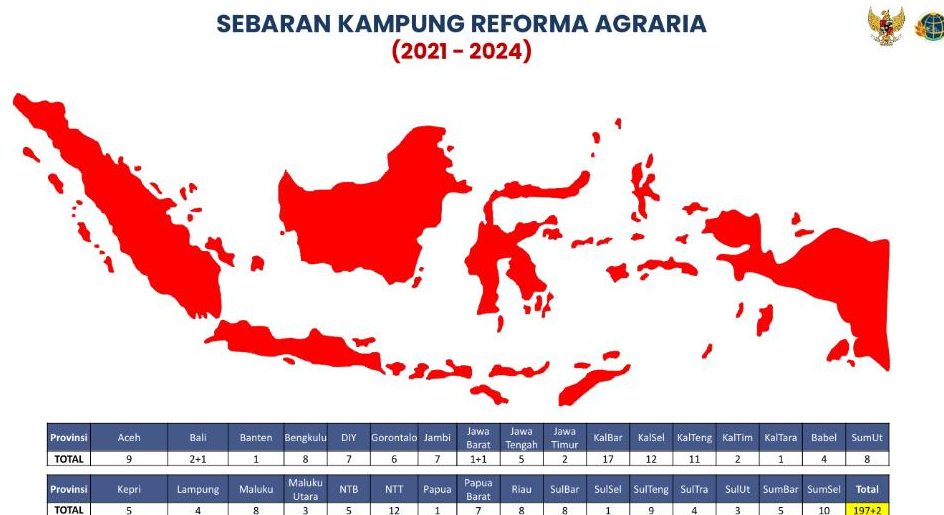 SEBARAN KAMPUNG REFORMA AGRARIA
(2021 - 2024)
Provinsi Aceh Bali Banten Bengkulu DIY Gorontalo Jambi Jawa Barat Jawa Tengah Jawa Timur KalBar KalSel KalTeng KalTim KalTara Babel SumUt
TOTAL 9 2+1 1 8 7 6 7 1+1 5 2 17 12 11 2 1 4 8
Provinsi Kepri Lampung Maluku Maluku Utara NTB NTT Papua Papua Barat Riau SulBar SulSel SulTeng SulTra SulUt SumBar SumSel Total
TOTAL 5 4 8 3 5 12 1 7 8 8 1 9 4 3 5 10 197+2